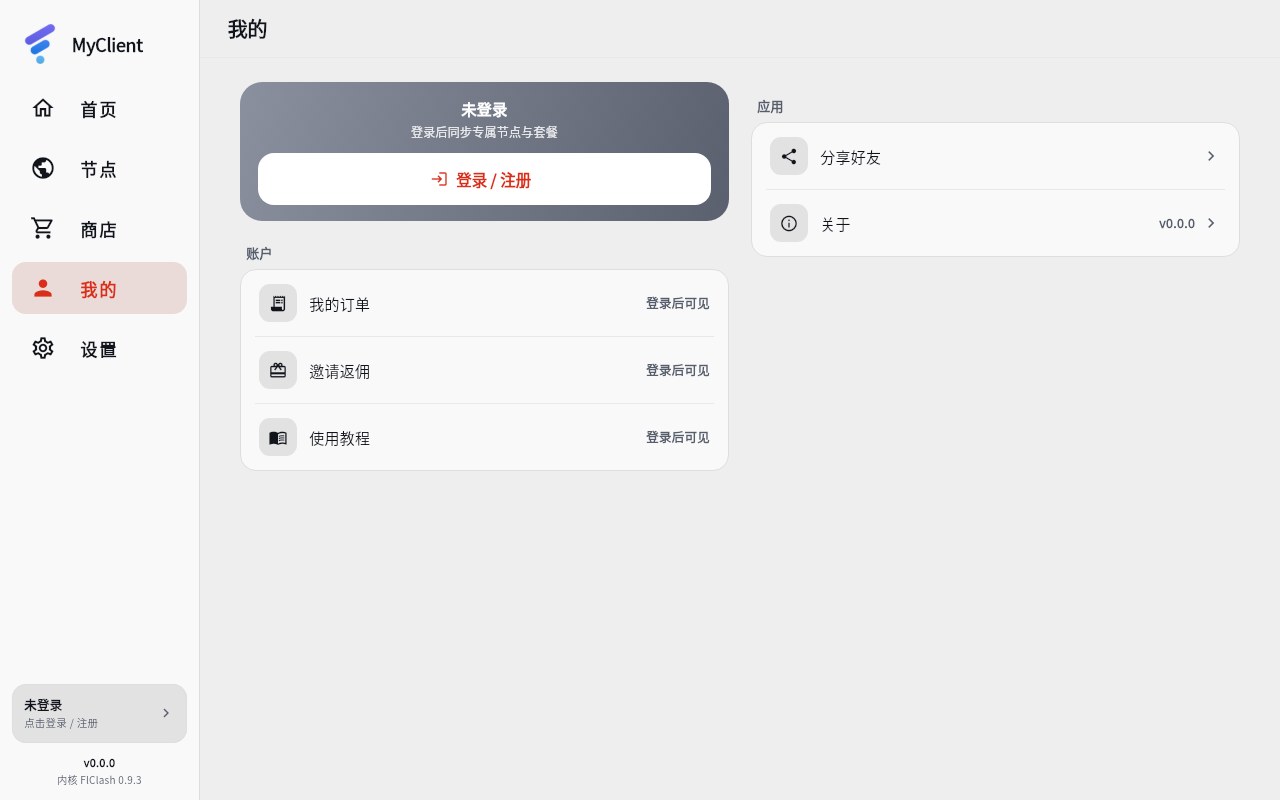 MyClient
首页
节点
商店
我的
设置
未登录
点击登录 / 注册
v0.0.0
内核 FlClash 0.9.3
我的
未登录
登录后同步专属节点与套餐
登录 / 注册
账户
我的订单 登录后可见
邀请返佣 登录后可见
使用教程 登录后可见
应用
分享好友
关于 v0.0.0